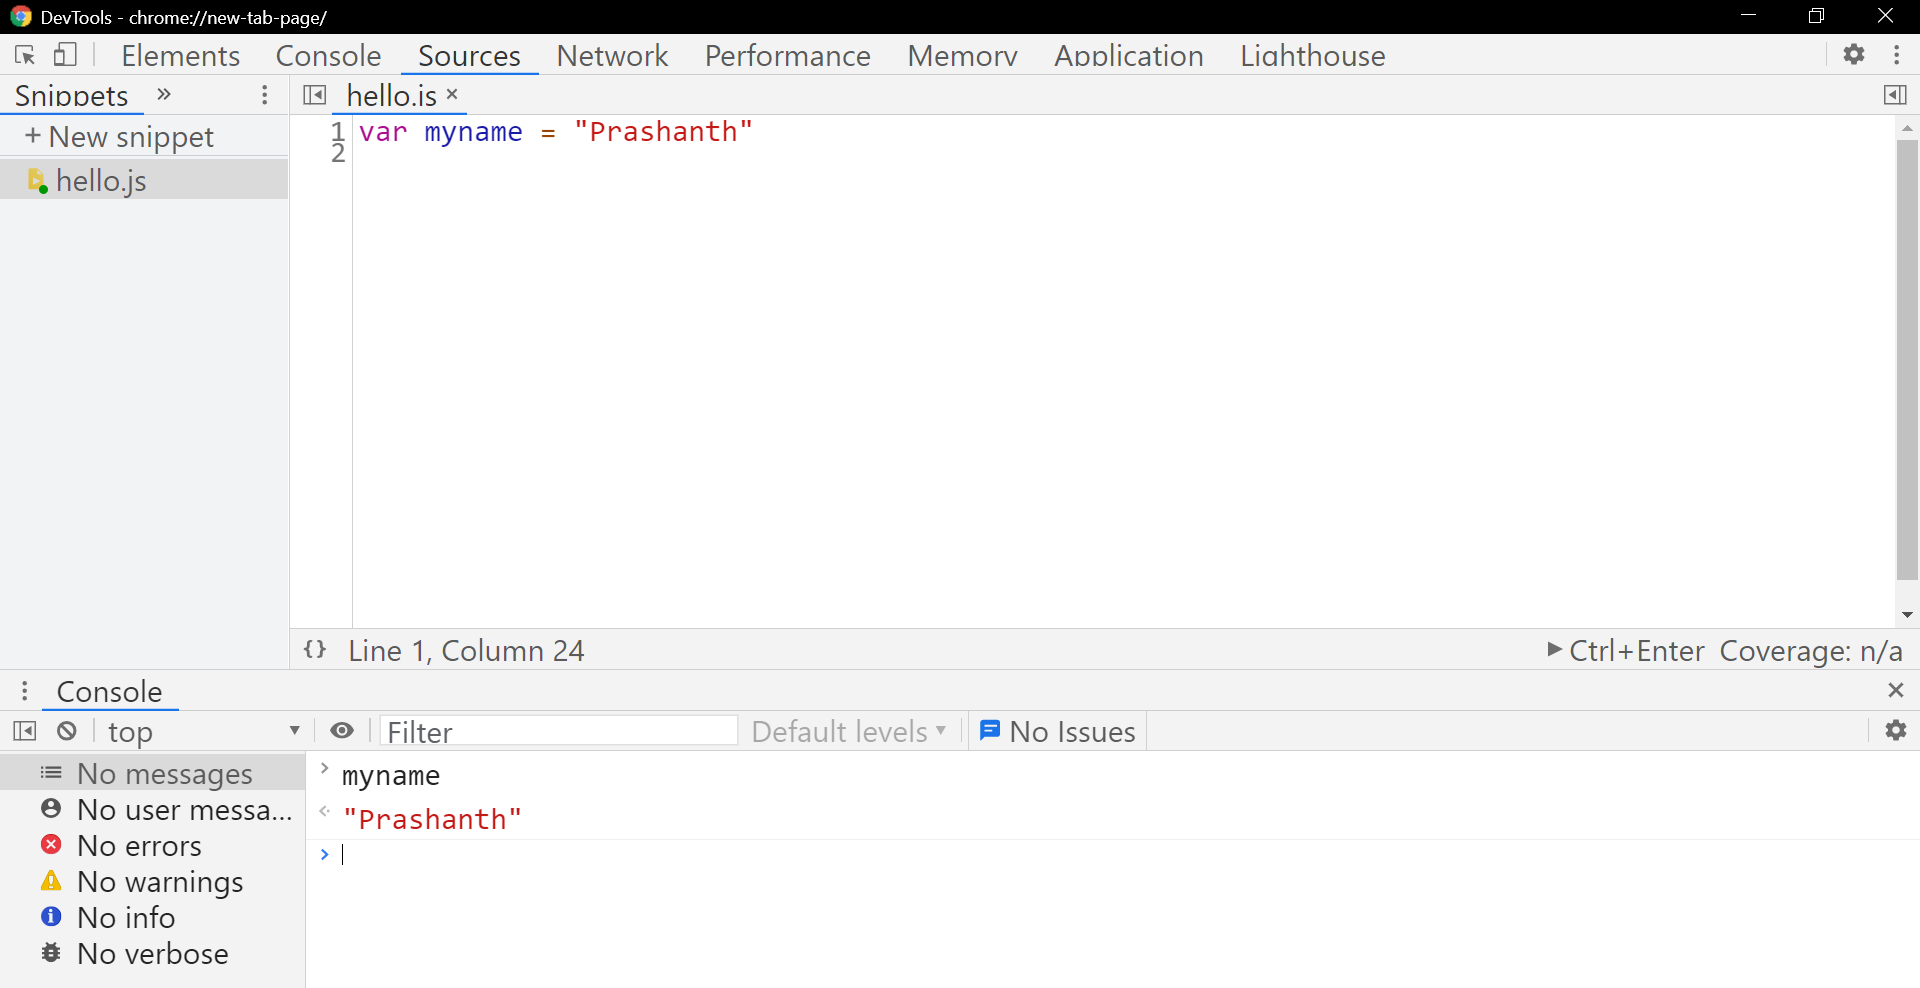 DevTools - chrome://new-tab-page/
Elements Console Sources Network Performance Memory Application Lighthouse
Snippets » hello.js ×
+ New snippet
hello.js
1 var myname = "Prashanth"
2
{} Line 1, Column 24 Ctrl+Enter Coverage: n/a
Console
top Filter Default levels No Issues
No messages
No user messa...
No errors
No warnings
No info
No verbose
> myname
"Prashanth"
>